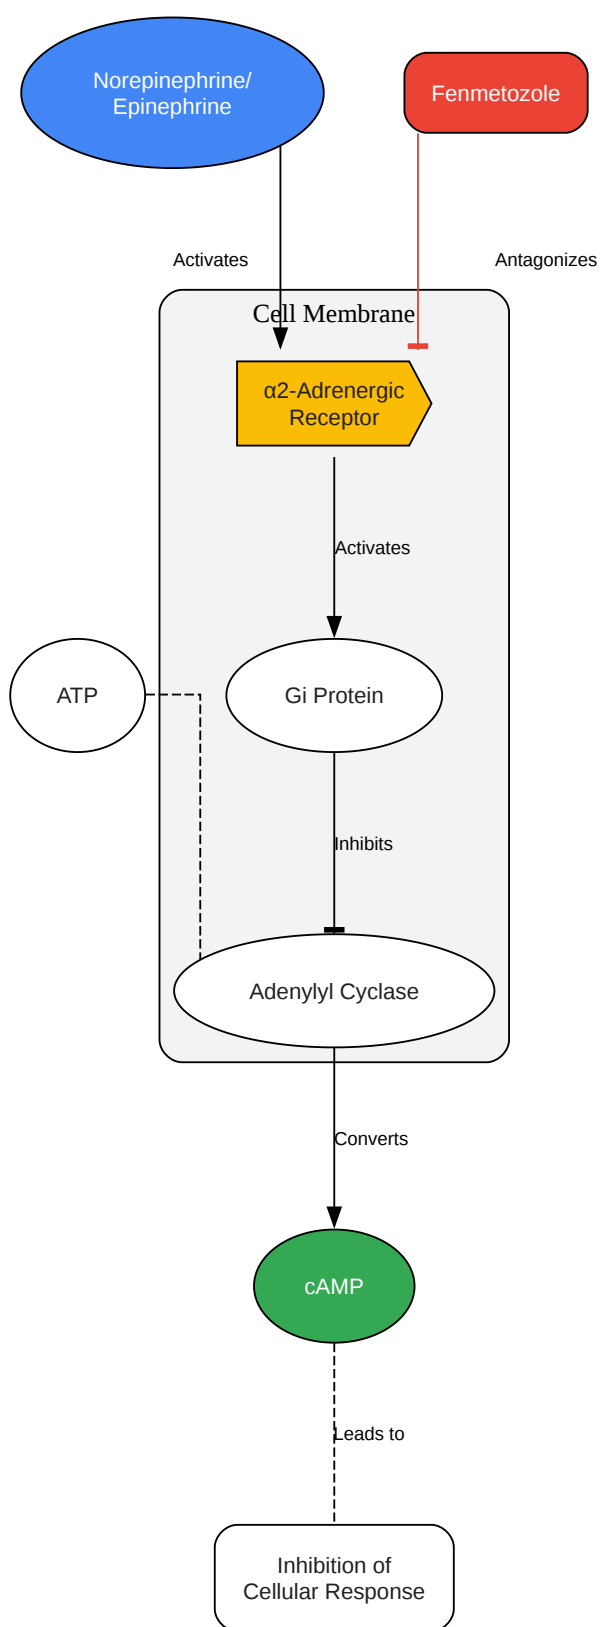 Norepinephrine/
Epinephrine
Fenmetozole
Activates
Antagonizes
Cell Membrane
α2-Adrenergic
Receptor
Activates
ATP
Gi Protein
Inhibits
Adenylyl Cyclase
Converts
cAMP
Leads to
Inhibition of
Cellular Response